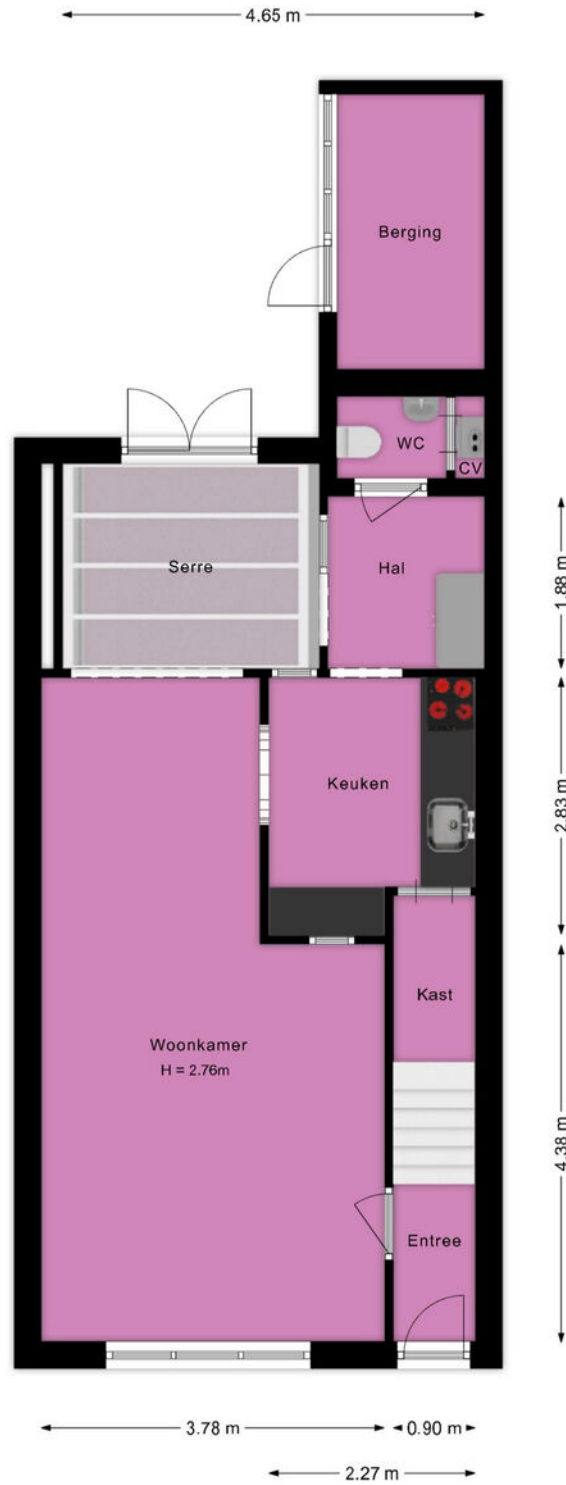 4.65 m
Berging
WC
CV
Serre
Hal
1.88 m
Keuken
2.83 m
Kast
Woonkamer
H = 2.76m
4.38 m
Entree
3.78 m
0.90 m
2.27 m